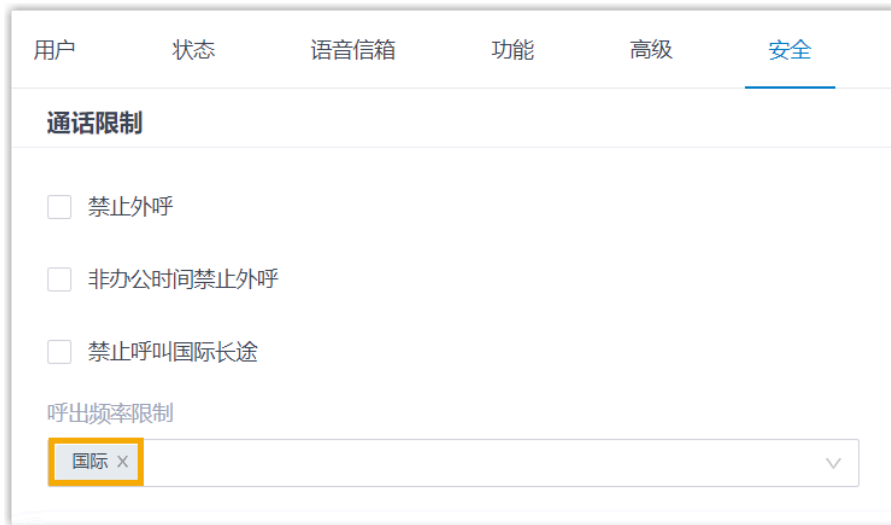 用户 状态 语音信箱 功能 高级 安全
通话限制
禁止外呼
非办公时间禁止外呼
禁止呼叫国际长途
呼出频率限制
国际 ×